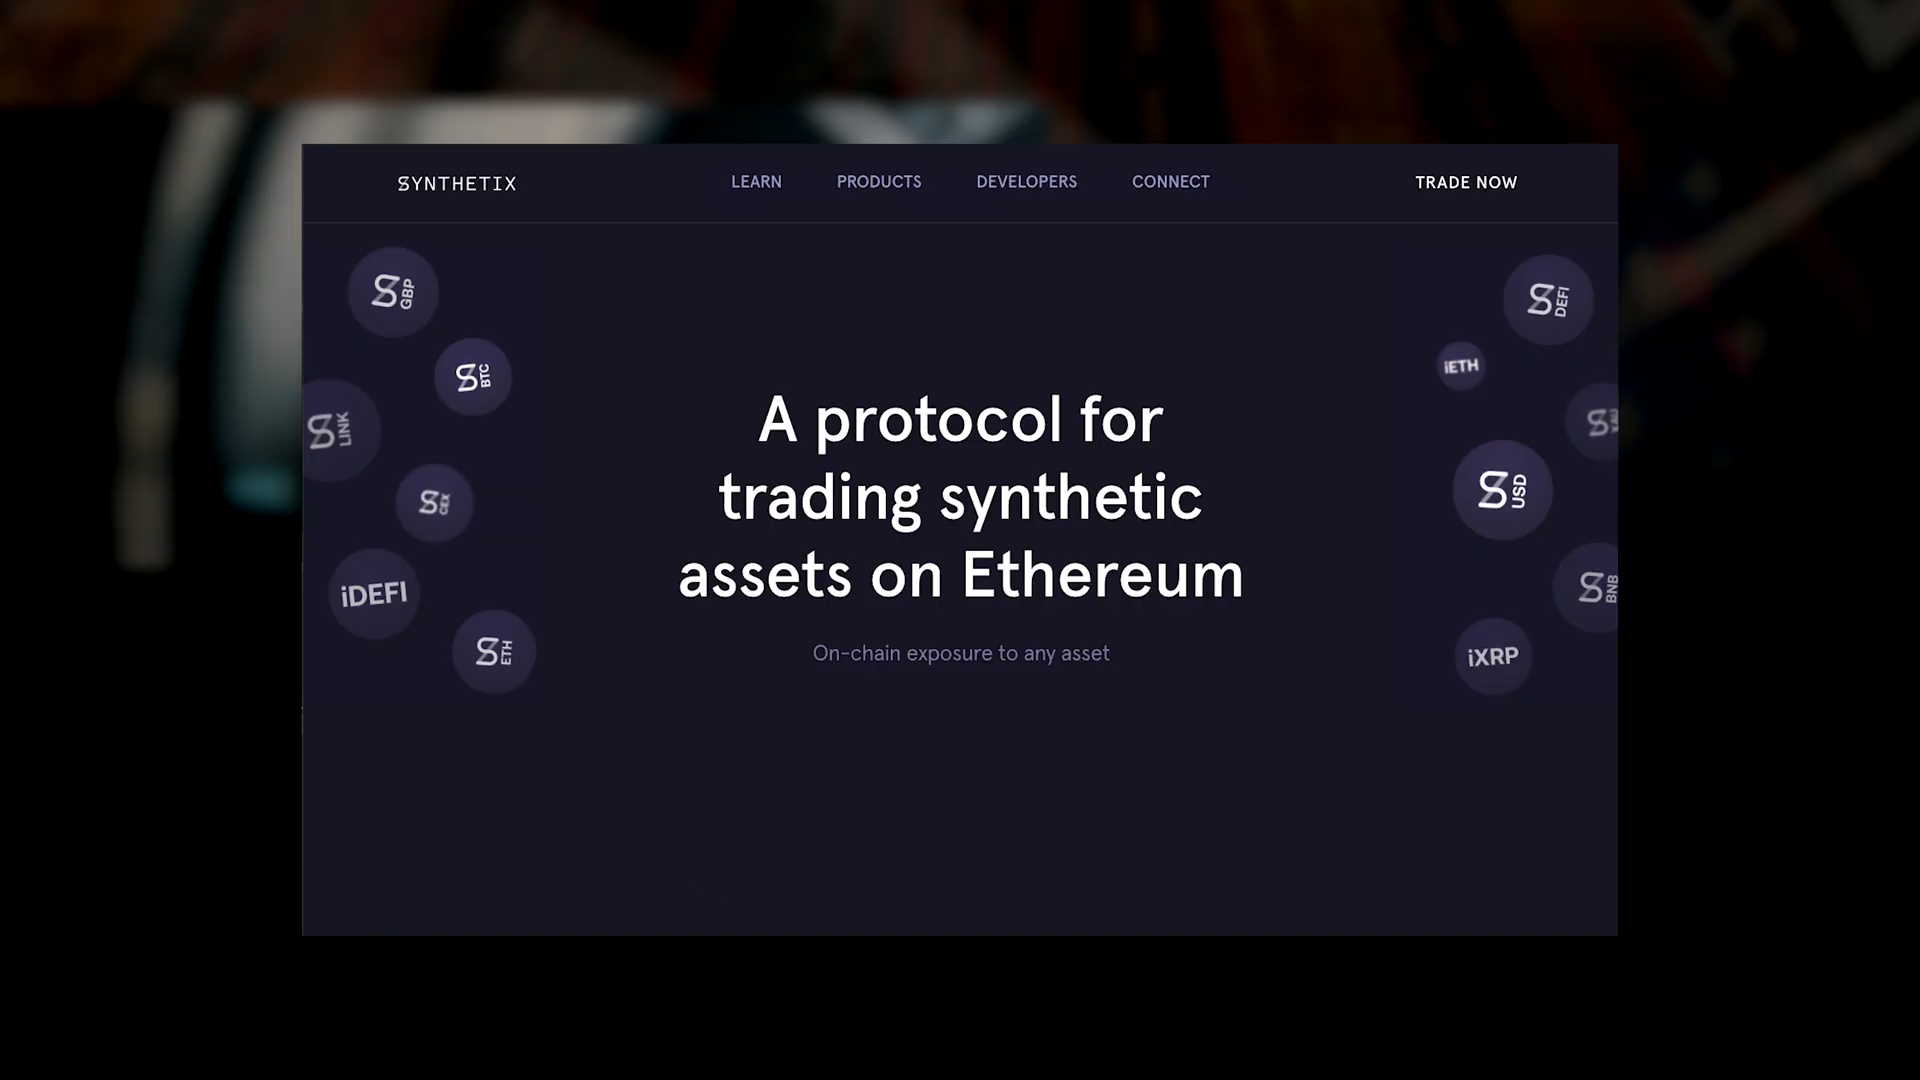 SYNTHETIX
LEARN PRODUCTS DEVELOPERS CONNECT
TRADE NOW
S GBP
S BTC
S LINK
S CEX
iDEFI
S ETH
A protocol for
trading synthetic
assets on Ethereum
On-chain exposure to any asset
S DEFI
iETH
S
S USD
S BNB
iXRP